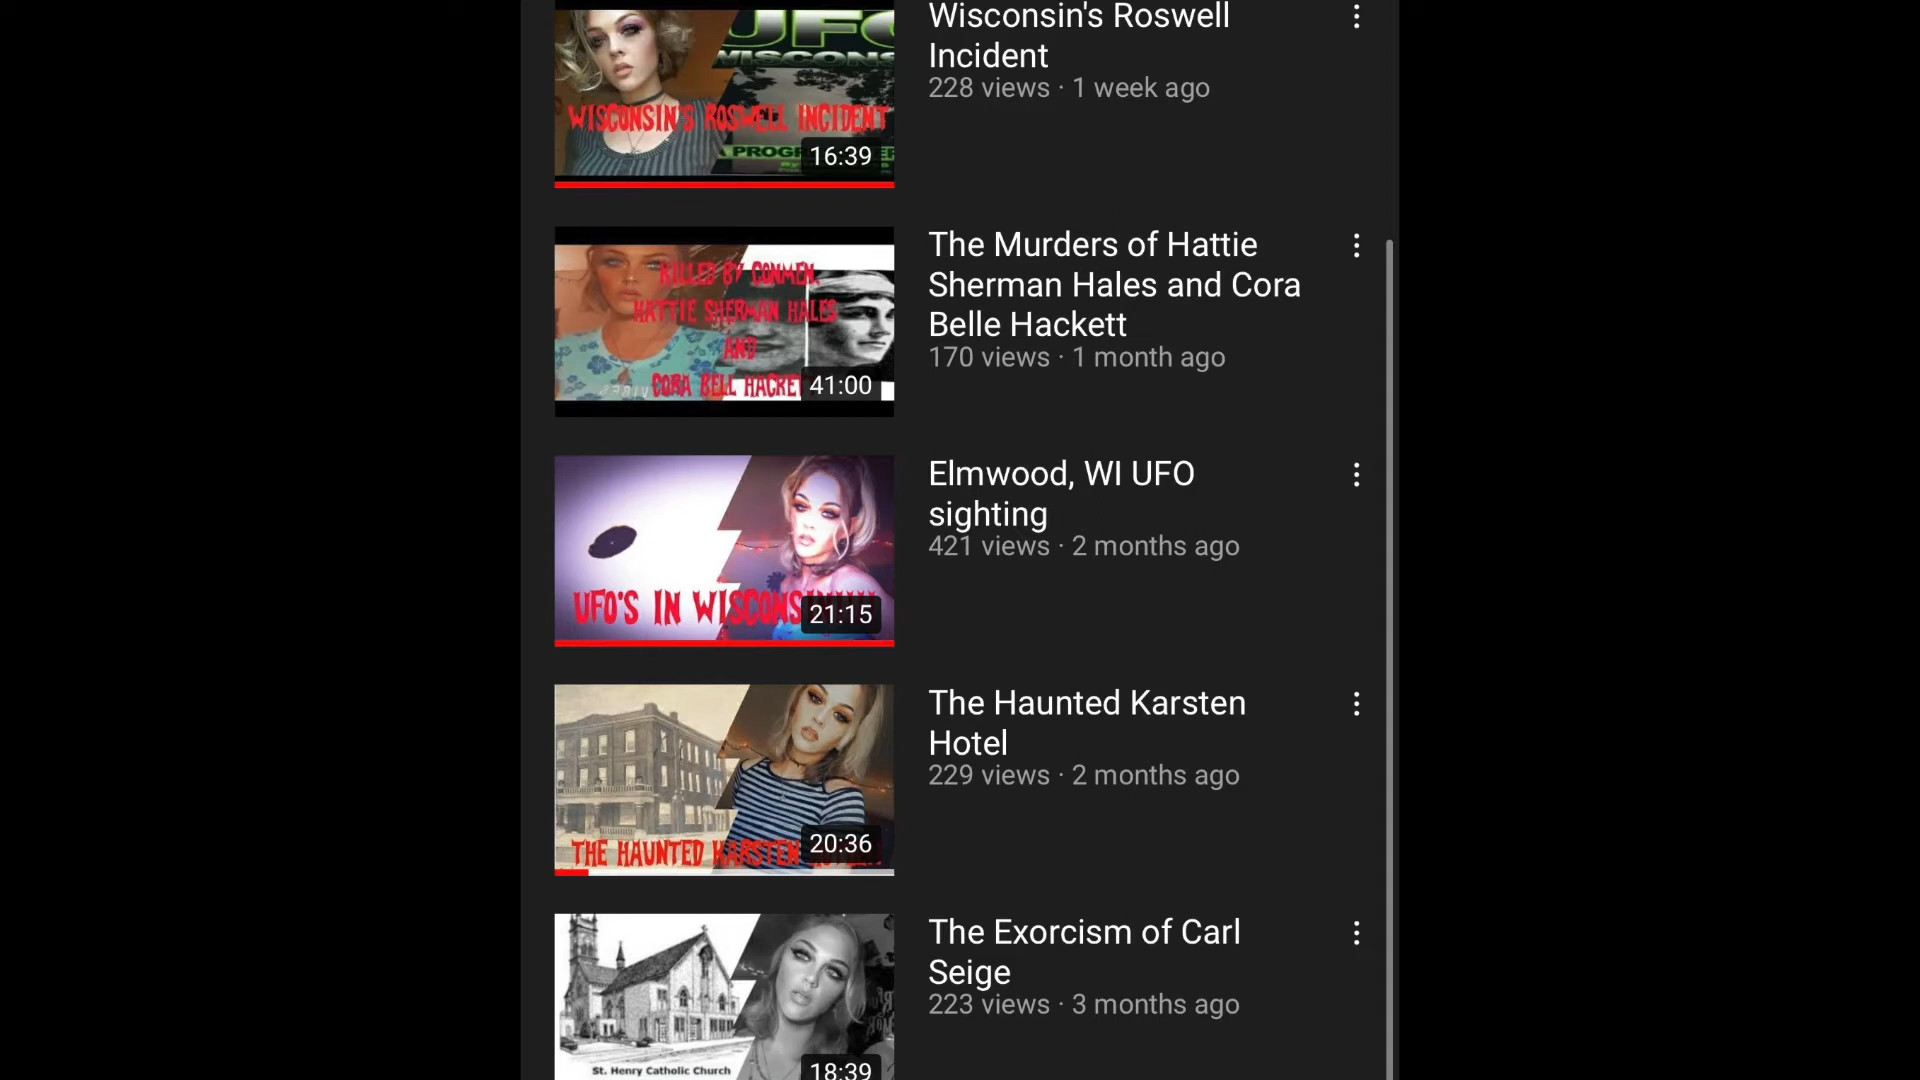 Wisconsin's Roswell
Incident
228 views · 1 week ago
WISCONSIN'S ROSWELL INCIDENT
16:39
The Murders of Hattie
Sherman Hales and Cora
Belle Hackett
170 views · 1 month ago
KILLED BY CONMEN,
HATTIE SHERMAN HALES
AND
CORA BELL
41:00
Elmwood, WI UFO
sighting
421 views · 2 months ago
UFO'S IN
21:15
The Haunted Karsten
Hotel
229 views · 2 months ago
THE HAUNTED KARSTEN
20:36
The Exorcism of Carl
Seige
223 views · 3 months ago
St. Henry Catholic Church
18:39